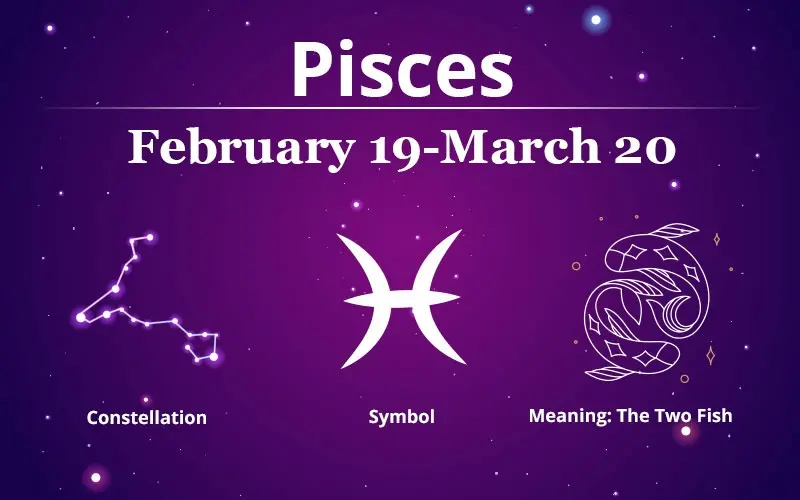 Pisces
February 19-March 20
Constellation
Symbol
Meaning: The Two Fish